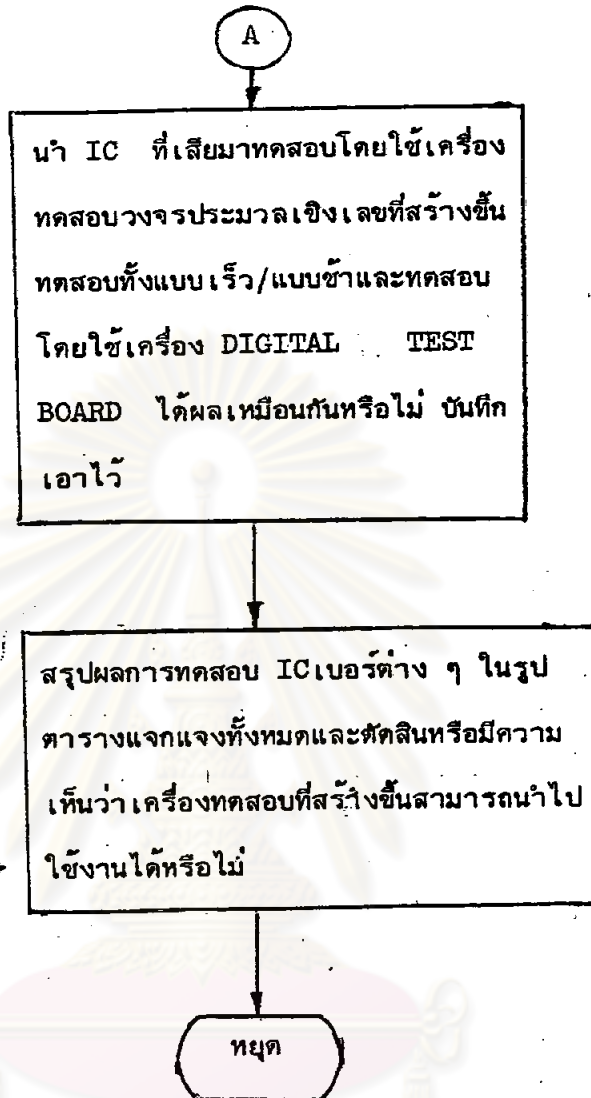 A
นำ IC ที่เสียมาทดสอบโดยใช้เครื่อง
ทดสอบวงจรประมวลเชิงเลขที่สร้างขึ้น
ทดสอบทั้งแบบเร็ว/แบบช้าและทดสอบ
โดยใช้เครื่อง DIGITAL TEST
BOARD ได้ผลเหมือนกันหรือไม่ บันทึก
เอาไว้
สรุปผลการทดสอบ ICเบอร์ต่าง ๆ ในรูป
ตารางแจกแจงทั้งหมดและตัดสินหรือมีความ
เห็นว่าเครื่องทดสอบที่สร้างขึ้นสามารถนำไป
ใช้งานได้หรือไม่
หยุด